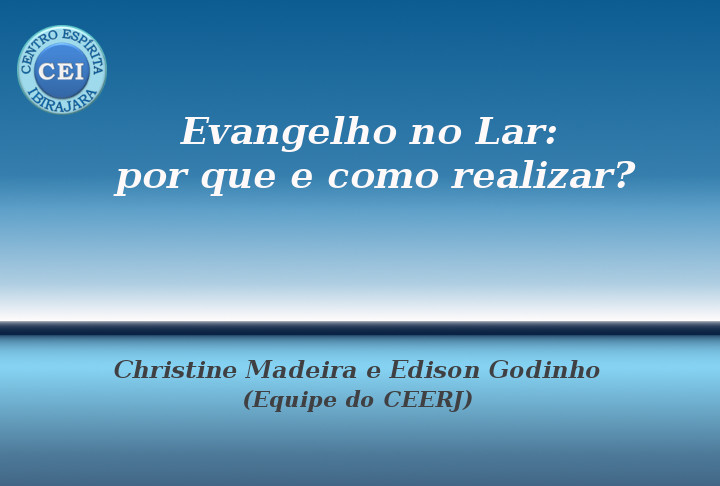 CENTRO ESPÍRITA
CEI
IBIRAJARA
Evangelho no Lar:
por que e como realizar?
Christine Madeira e Edison Godinho
(Equipe do CEERJ)